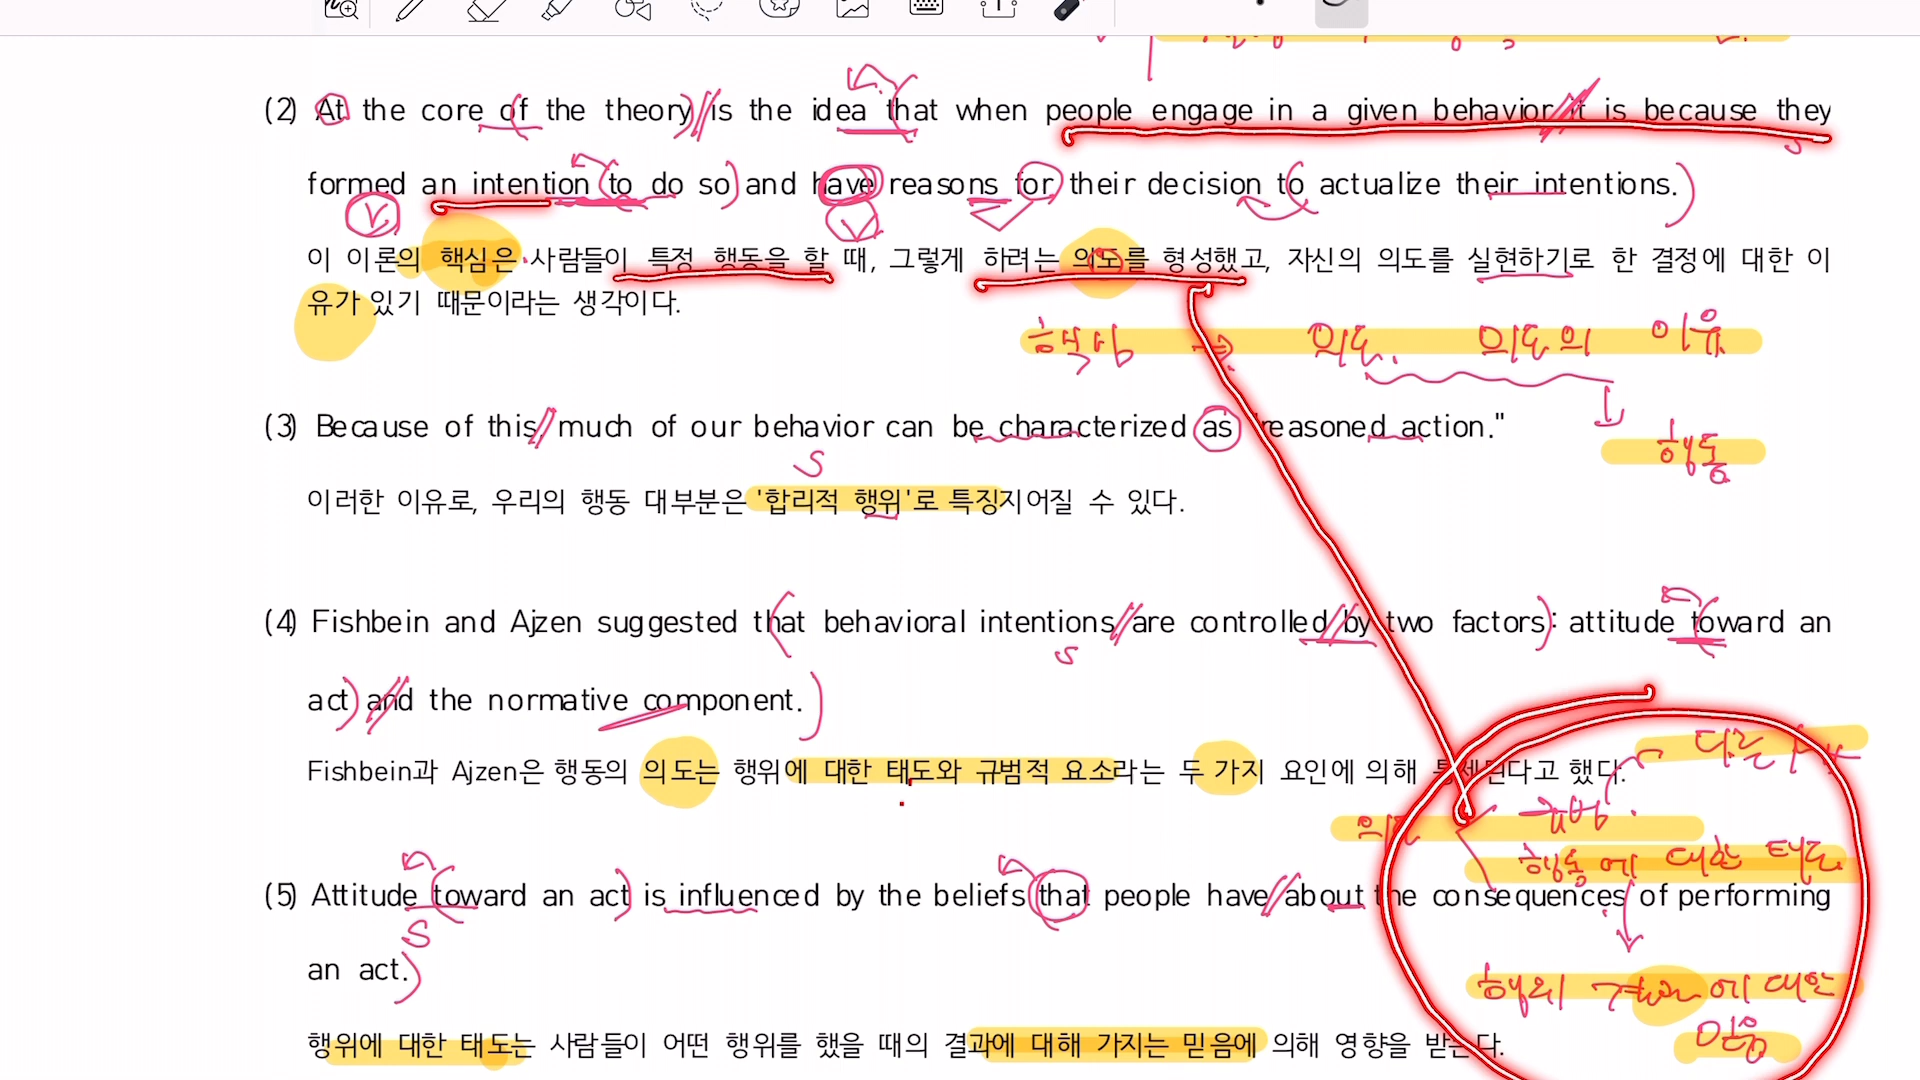 (2) At the core of the theory is the idea that when people engage in a given behavior, it is because they
formed an intention to do so and have reasons for their decision to actualize their intentions.
이 이론의 핵심은 사람들이 특정 행동을 할 때, 그렇게 하려는 의도를 형성했고, 자신의 의도를 실현하기로 한 결정에 대한 이
유가 있기 때문이라는 생각이다.
핵심 ⇒ 의도. 의도의 이유
(3) Because of this, much of our behavior can be characterized as "reasoned action."
행동
S
이러한 이유로, 우리의 행동 대부분은 '합리적 행위'로 특징지어질 수 있다.
(4) Fishbein and Ajzen suggested that behavioral intentions are controlled by two factors: attitude toward an
S
act and the normative component.
Fishbein과 Ajzen은 행동의 의도는 행위에 대한 태도와 규범적 요소라는 두 가지 요인에 의해 통제된다고 했다.
의도 규범.
행동에 대한 태도
(5) Attitude toward an act is influenced by the beliefs that people have about the consequences of performing
S
an act.
행위 결과에 대한
믿음
행위에 대한 태도는 사람들이 어떤 행위를 했을 때의 결과에 대해 가지는 믿음에 의해 영향을 받는다.